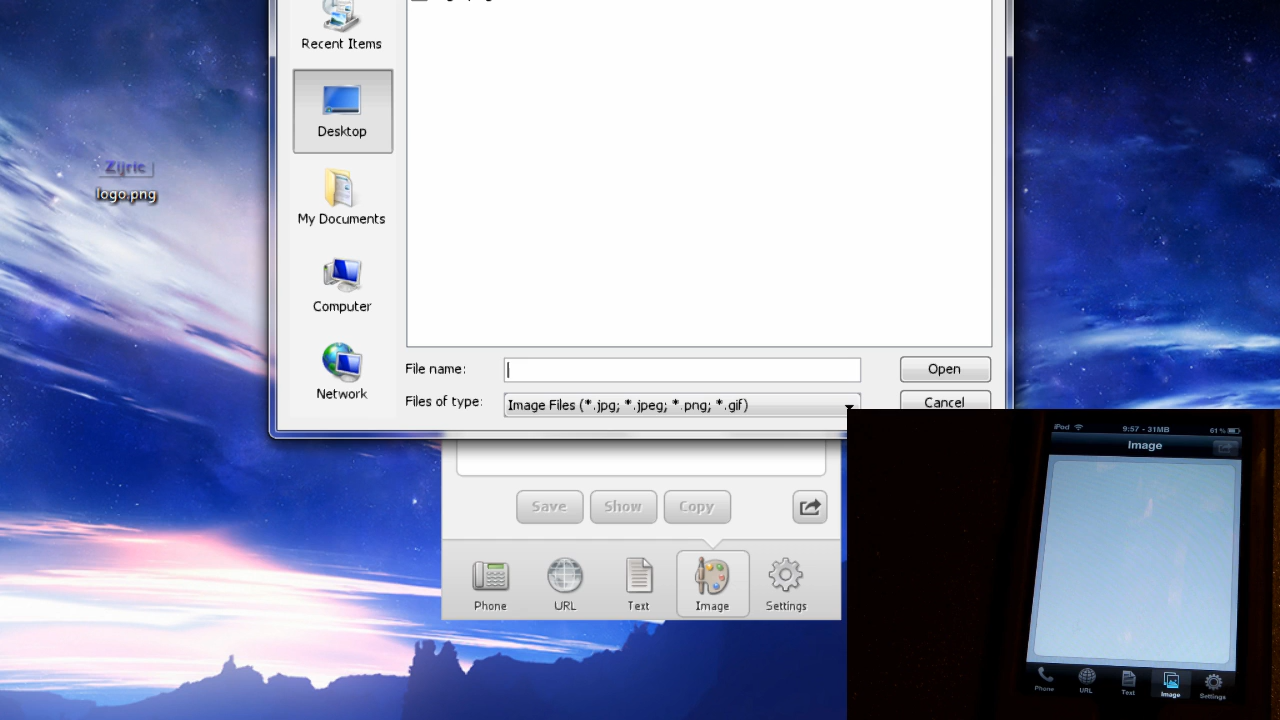 Recent Items
Desktop
My Documents
Computer
Network
Zijric
logo.png
File name:
Open
Files of type:
Image Files (*.jpg; *.jpeg; *.png; *.gif)
Cancel
Save
Show
Copy
Phone
URL
Text
Image
Settings
iPod
9:57 - 31MB
61 %
Image
Phone
URL
Text
Image
Settings